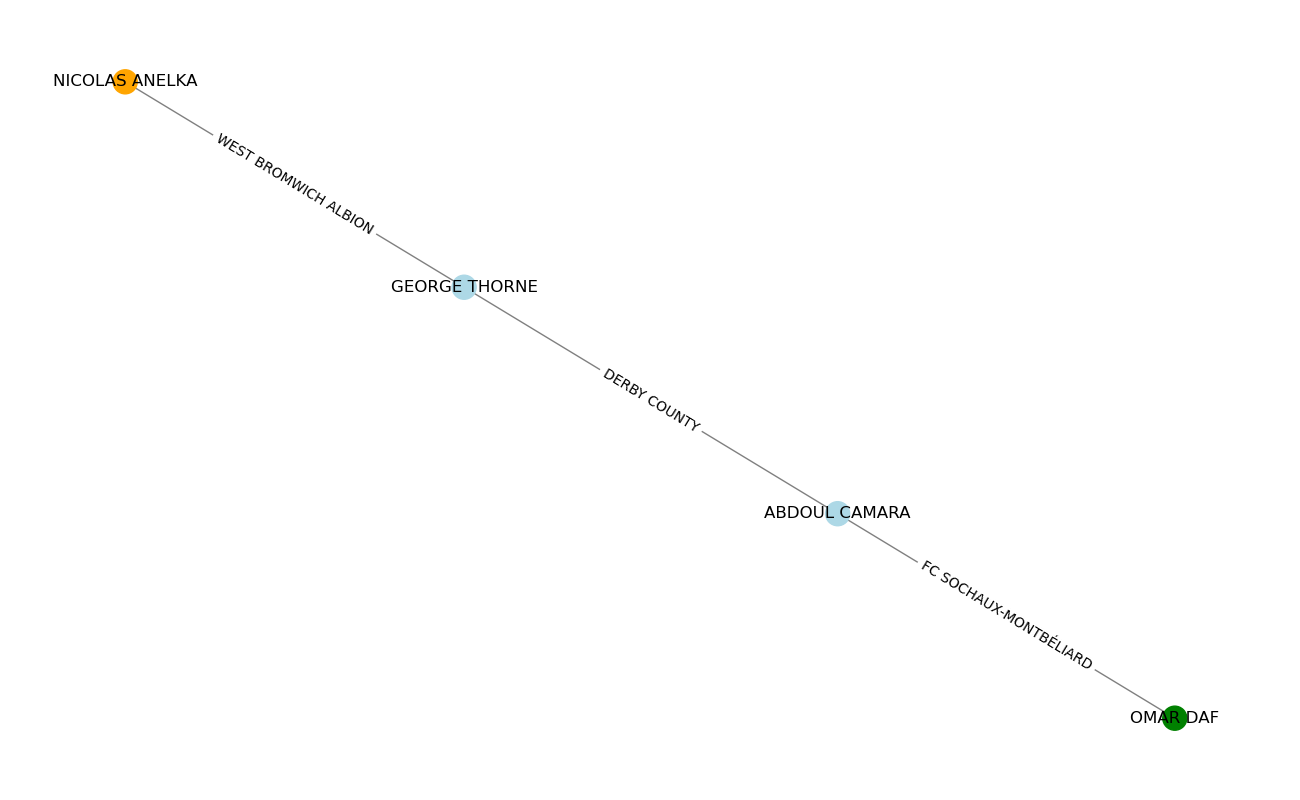 NICOLAS ANELKA
WEST BROMWICH ALBION
GEORGE THORNE
DERBY COUNTY
ABDOUL CAMARA
FC SOCHAUX-MONTBÉLIARD
OMAR DAF